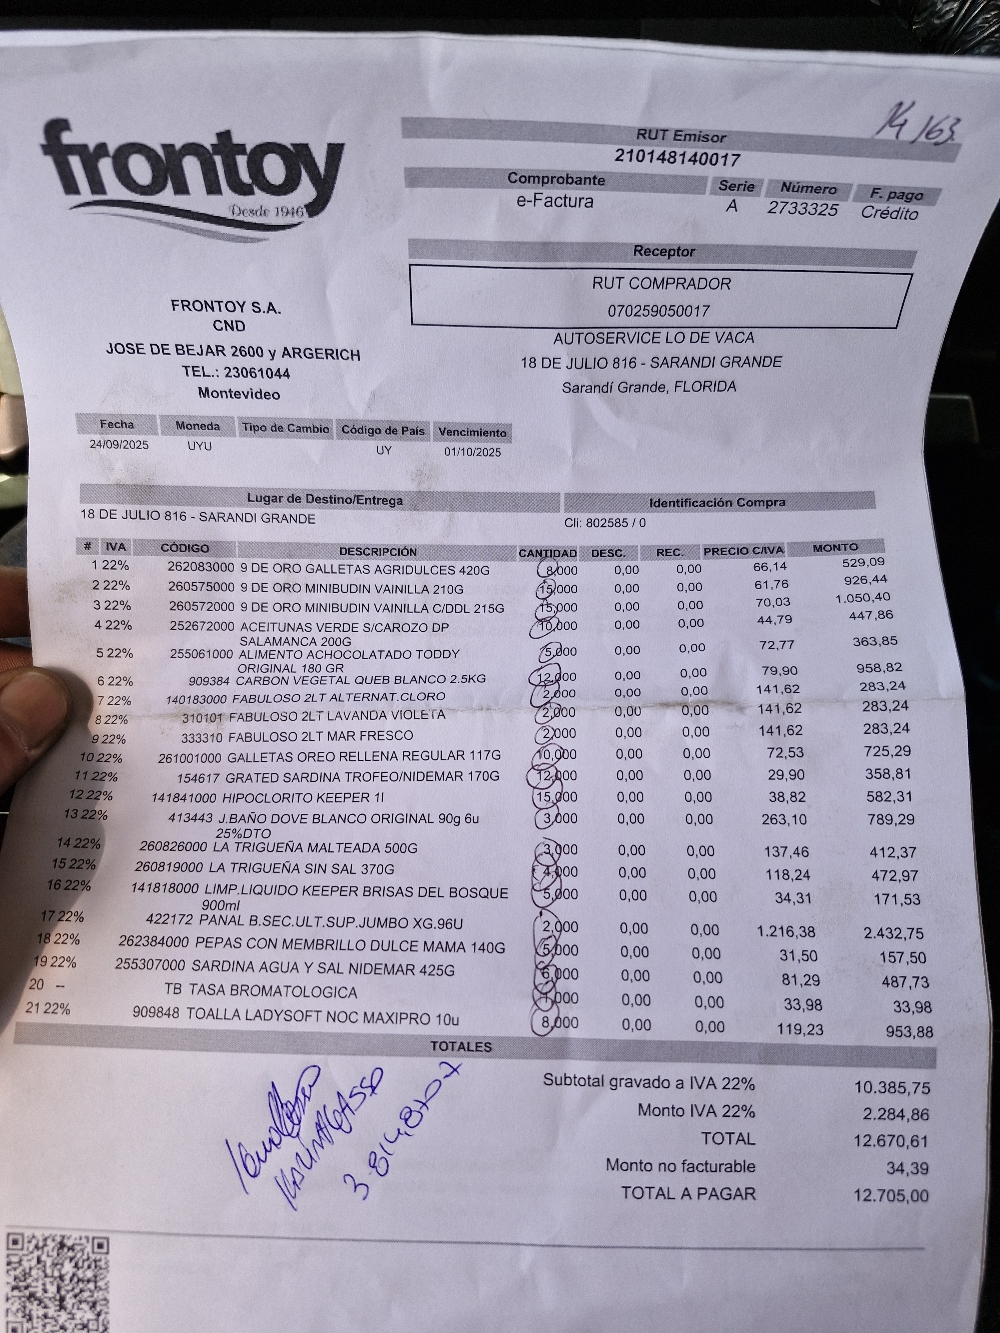 14/63
frontoy
Desde 1946
RUT Emisor
210148140017
Comprobante Serie Número F. pago
e-Factura A 2733325 Crédito
Receptor
RUT COMPRADOR
070259050017
AUTOSERVICE LO DE VACA
18 DE JULIO 816 - SARANDI GRANDE
Sarandí Grande, FLORIDA
FRONTOY S.A.
CND
JOSE DE BEJAR 2600 y ARGERICH
TEL.: 23061044
Montevideo
Fecha Moneda Tipo de Cambio Código de País Vencimiento
24/09/2025 UYU UY 01/10/2025
Lugar de Destino/Entrega Identificación Compra
18 DE JULIO 816 - SARANDI GRANDE Cli: 802585 / 0
# IVA CÓDIGO DESCRIPCIÓN CANTIDAD DESC. REC. PRECIO C/IVA MONTO
1 22% 262083000 9 DE ORO GALLETAS AGRIDULCES 420G 8,000 0,00 0,00 66,14 529,09
2 22% 260575000 9 DE ORO MINIBUDIN VAINILLA 210G 15,000 0,00 0,00 61,76 926,44
3 22% 260572000 9 DE ORO MINIBUDIN VAINILLA C/DDL 215G 15,000 0,00 0,00 70,03 1.050,40
4 22% 252672000 ACEITUNAS VERDE S/CAROZO DP 10,000 0,00 0,00 44,79 447,86
SALAMANCA 200G
5 22% 255061000 ALIMENTO ACHOCOLATADO TODDY 5,000 0,00 0,00 72,77 363,85
ORIGINAL 180 GR
6 22% 909384 CARBON VEGETAL QUEB BLANCO 2.5KG 12,000 0,00 0,00 79,90 958,82
7 22% 140183000 FABULOSO 2LT ALTERNAT.CLORO 2,000 0,00 0,00 141,62 283,24
8 22% 310101 FABULOSO 2LT LAVANDA VIOLETA 2,000 0,00 0,00 141,62 283,24
9 22% 333310 FABULOSO 2LT MAR FRESCO 2,000 0,00 0,00 141,62 283,24
10 22% 261001000 GALLETAS OREO RELLENA REGULAR 117G 10,000 0,00 0,00 72,53 725,29
11 22% 154617 GRATED SARDINA TROFEO/NIDEMAR 170G 12,000 0,00 0,00 29,90 358,81
12 22% 141841000 HIPOCLORITO KEEPER 1l 15,000 0,00 0,00 38,82 582,31
13 22% 413443 J.BAÑO DOVE BLANCO ORIGINAL 90g 6u 3,000 0,00 0,00 263,10 789,29
25%DTO
14 22% 260826000 LA TRIGUEÑA MALTEADA 500G 3,000 0,00 0,00 137,46 412,37
15 22% 260819000 LA TRIGUEÑA SIN SAL 370G 4,000 0,00 0,00 118,24 472,97
16 22% 141818000 LIMP.LIQUIDO KEEPER BRISAS DEL BOSQUE 5,000 0,00 0,00 34,31 171,53
900ml
17 22% 422172 PANAL B.SEC.ULT.SUP.JUMBO XG.96U 2,000 0,00 0,00 1.216,38 2.432,75
18 22% 262384000 PEPAS CON MEMBRILLO DULCE MAMA 140G 5,000 0,00 0,00 31,50 157,50
19 22% 255307000 SARDINA AGUA Y SAL NIDEMAR 425G 6,000 0,00 0,00 81,29 487,73
20 -- TB TASA BROMATOLOGICA 1,000 0,00 0,00 33,98 33,98
21 22% 909848 TOALLA LADYSOFT NOC MAXIPRO 10u 8,000 0,00 0,00 119,23 953,88
TOTALES
Subtotal gravado a IVA 22% 10.385,75
Monto IVA 22% 2.284,86
TOTAL 12.670,61
Monto no facturable 34,39
TOTAL A PAGAR 12.705,00